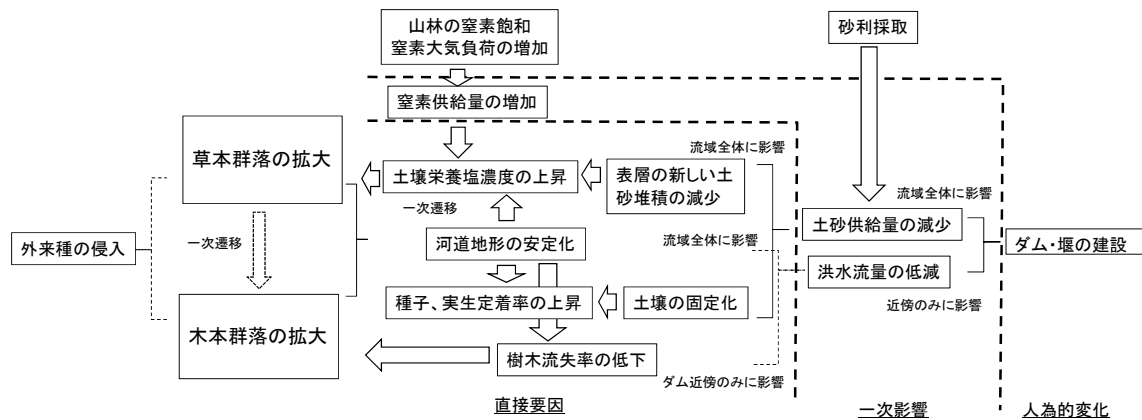 山林の窒素飽和
窒素大気負荷の増加
砂利採取
窒素供給量の増加
草本群落の拡大
流域全体に影響
土壌栄養塩濃度の上昇
表層の新しい土
砂堆積の減少
流域全体に影響
一次遷移
土砂供給量の減少
外来種の侵入
一次遷移
河道地形の安定化
流域全体に影響
ダム・堰の建設
洪水流量の低減
種子、実生定着率の上昇
土壌の固定化
近傍のみに影響
木本群落の拡大
樹木流失率の低下
ダム近傍のみに影響
直接要因
一次影響
人為的変化